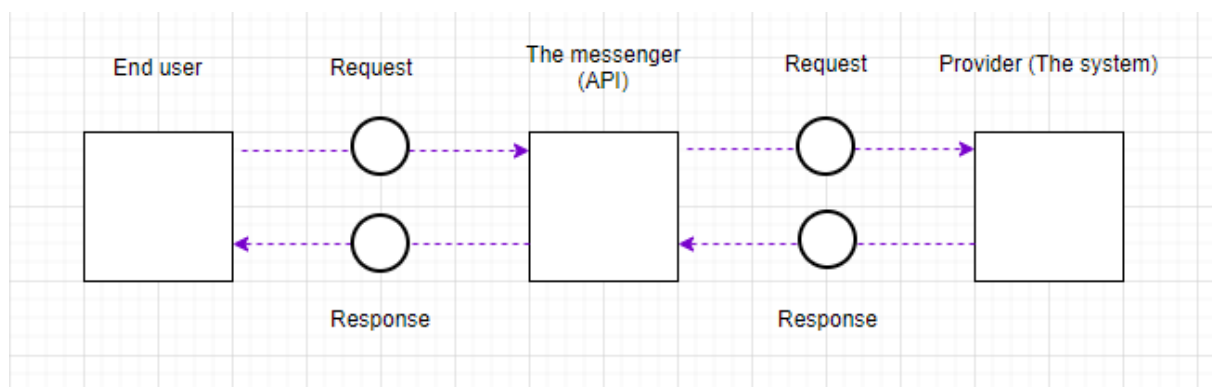 End user
Request
The messenger
(API)
Request
Provider (The system)
Response
Response